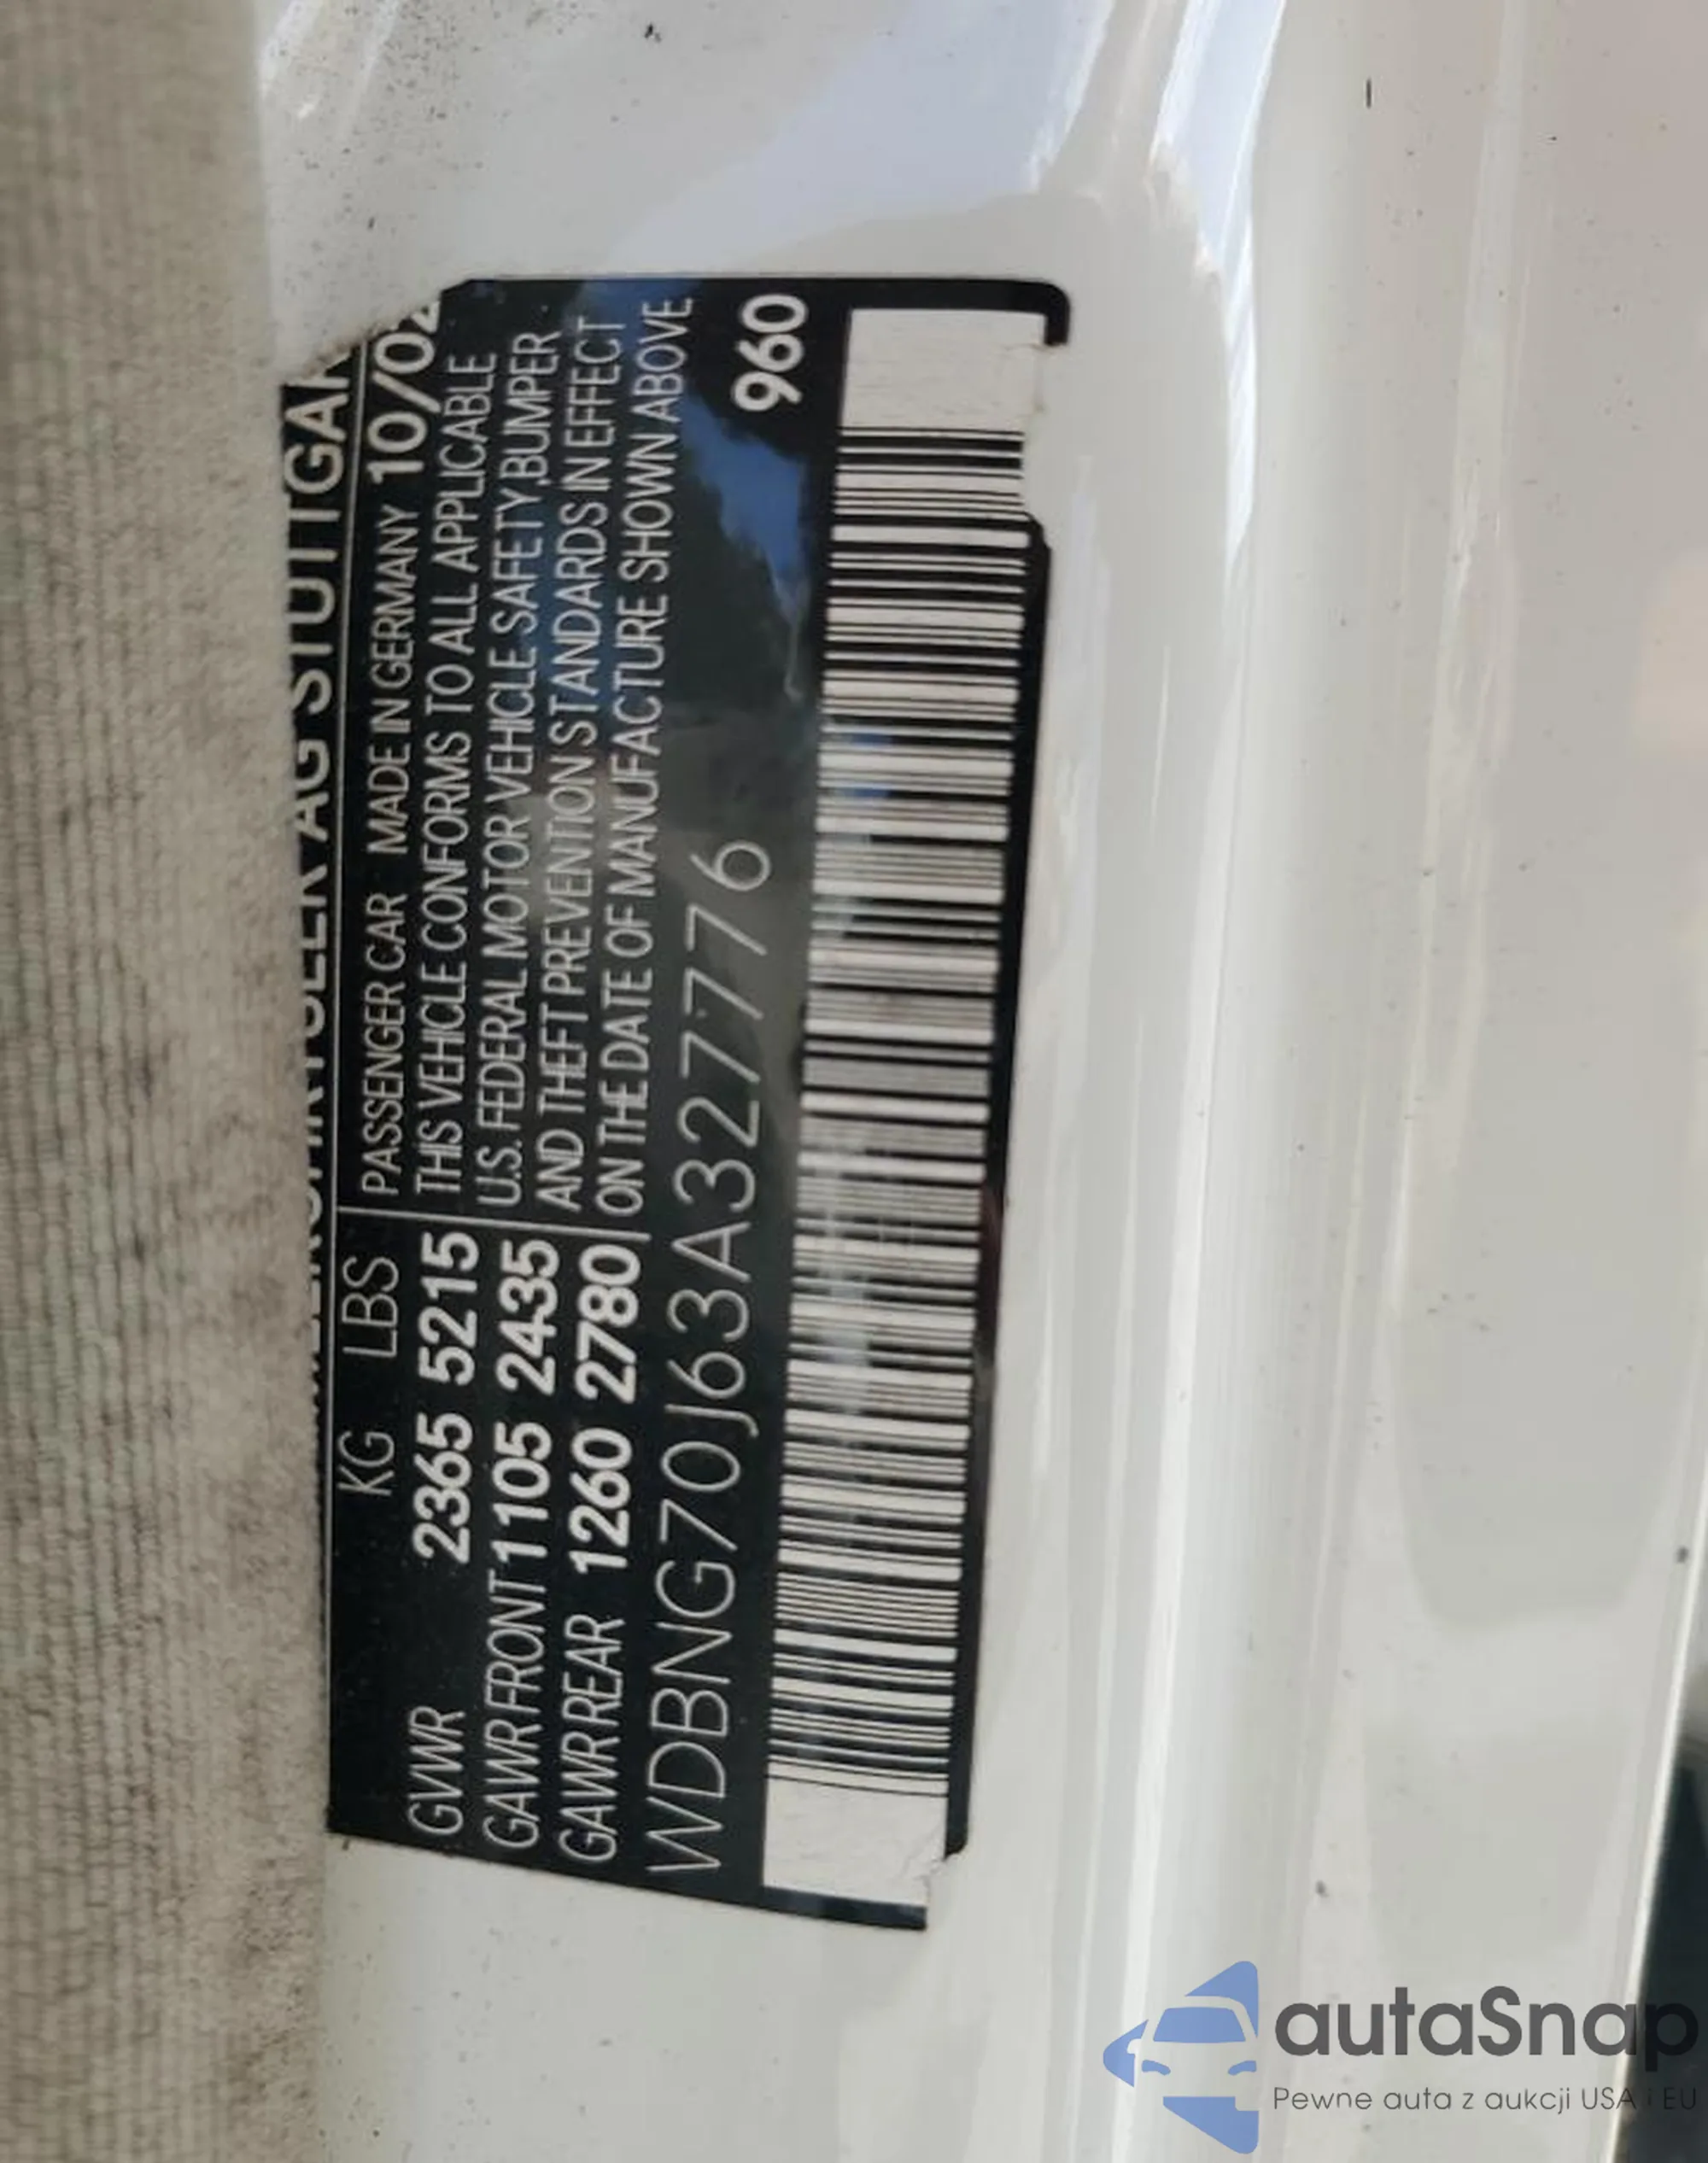 AG STUTTGAR
KG LBS
PASSENGER CAR MADE IN GERMANY 10/02
GVWR 2365 5215
THIS VEHICLE CONFORMS TO ALL APPLICABLE
U.S. FEDERAL MOTOR VEHICLE SAFETY,BUMPER
GAWR FRONT 1105 2435
AND THEFT PREVENTION STANDARDS IN EFFECT
GAWR REAR 1260 2780
ON THE DATE OF MANUFACTURE SHOWN ABOVE
WDBNG70J63A327776
960
autaSnap
Pewne auta z aukcji USA i EU